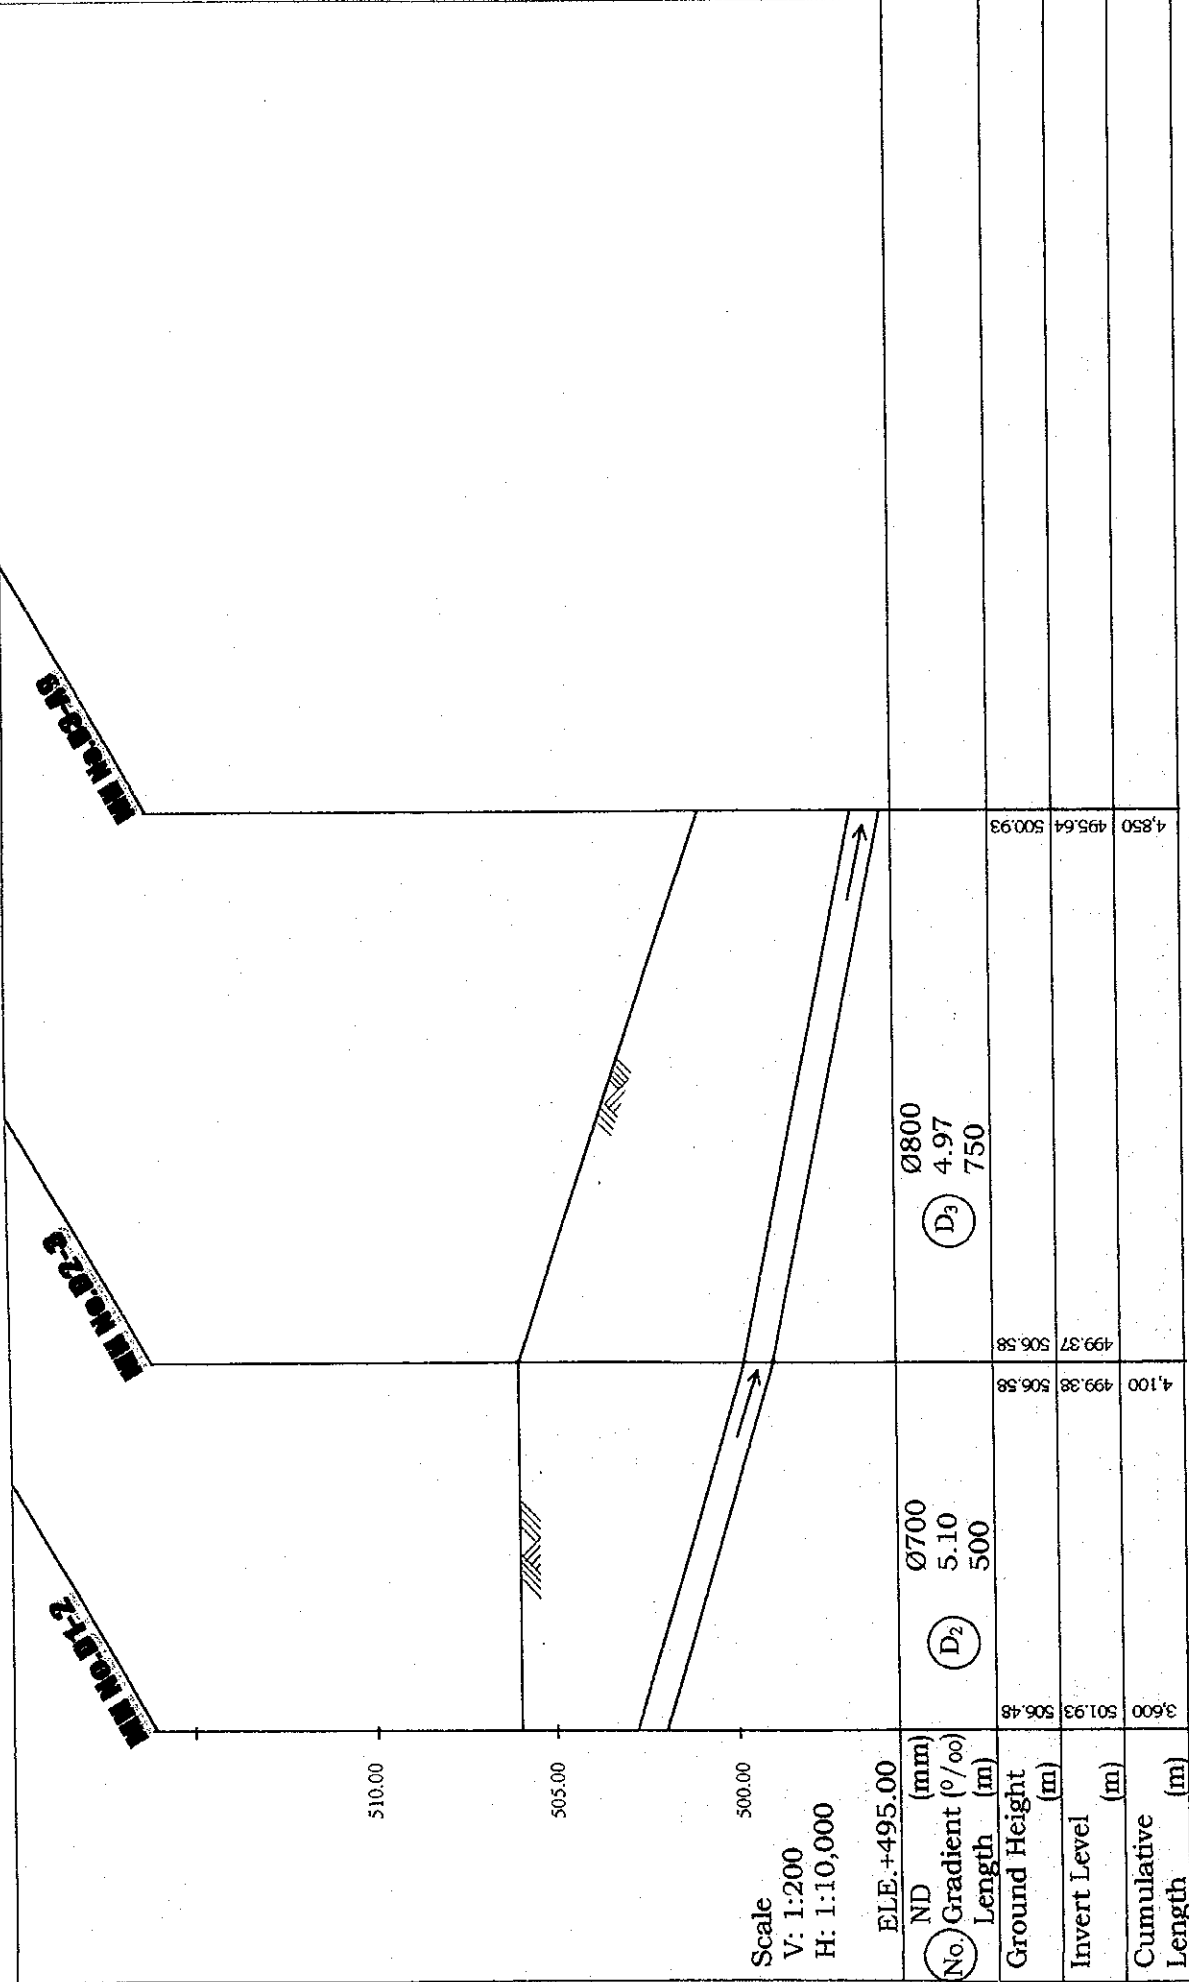 MH No.D1-2
MH No.D2-3
MH No.D3-A5
510.00
505.00
500.00
Scale
V: 1:200
H: 1:10,000
ELE.+495.00
ND (mm)
No. Gradient (º/oo)
Length (m)
D2
Ø700
5.10
500
D3
Ø800
4.97
750
Ground Height (m)
506.48
506.58
506.58
500.93
Invert Level (m)
501.93
499.38
499.37
495.64
Cumulative Length (m)
3,600
4,100
4,850